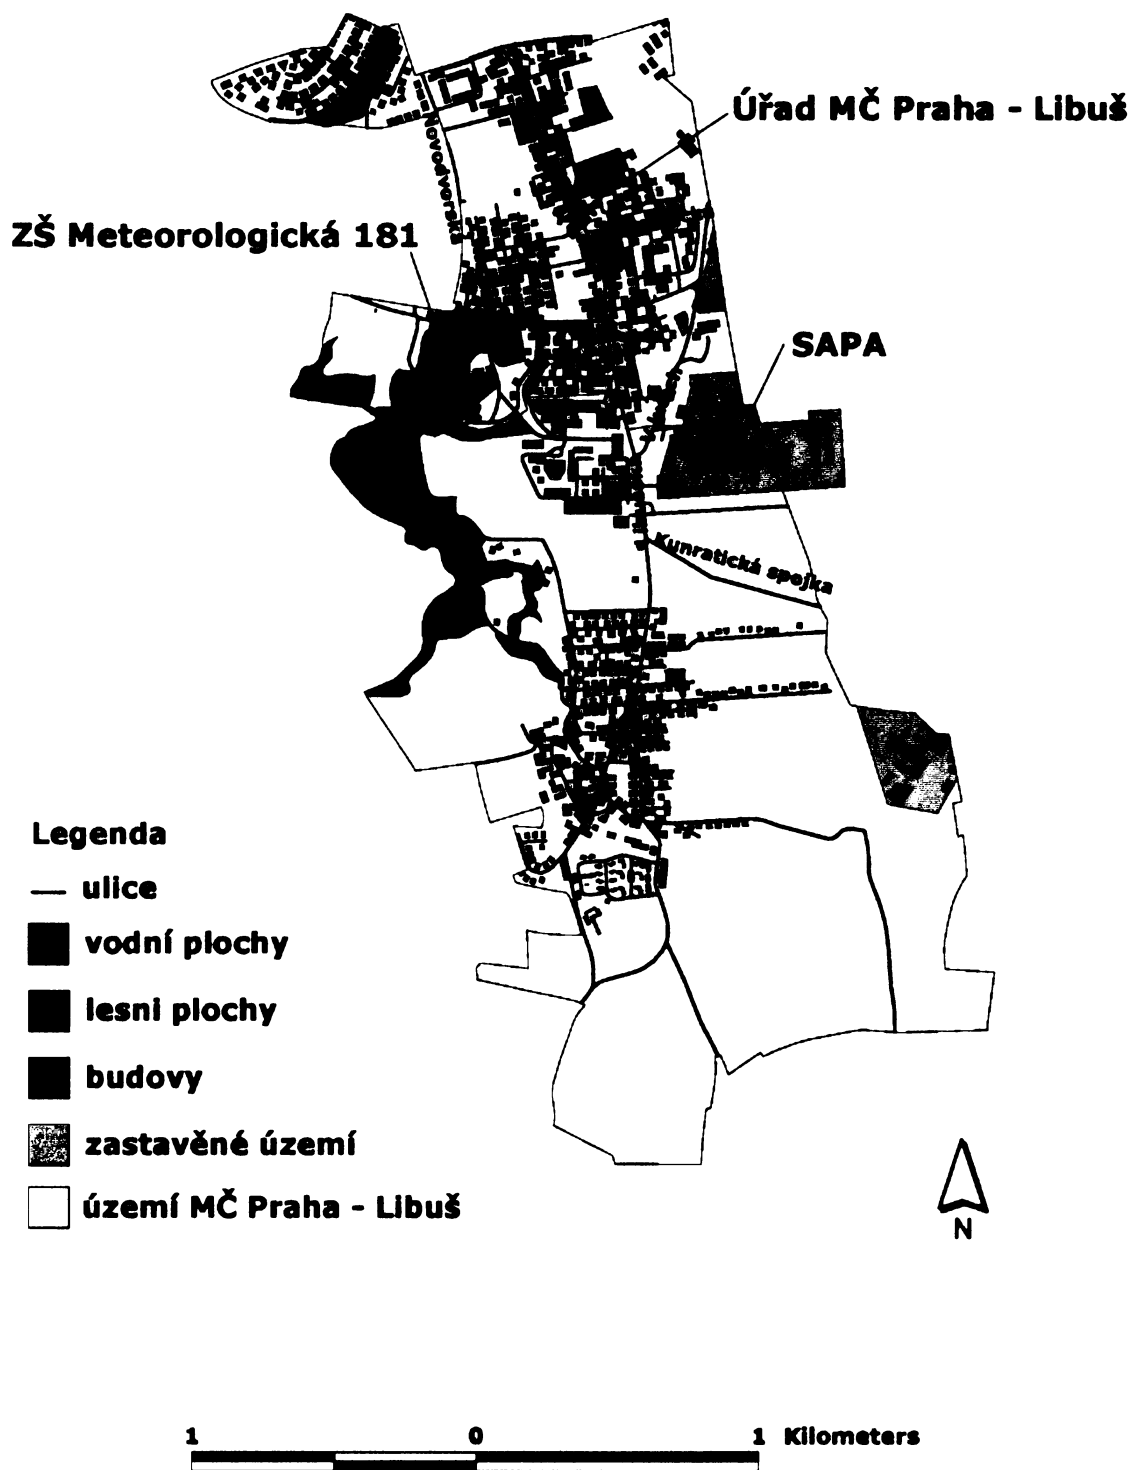 Úřad MČ Praha - Libuš
Novodvorská
ZŠ Meteorologická 181
SAPA
Kunratická spojka
Legenda
ulice
vodní plochy
lesni plochy
budovy
zastavěné území
území MČ Praha - Libuš
N
1 0 1 Kilometers